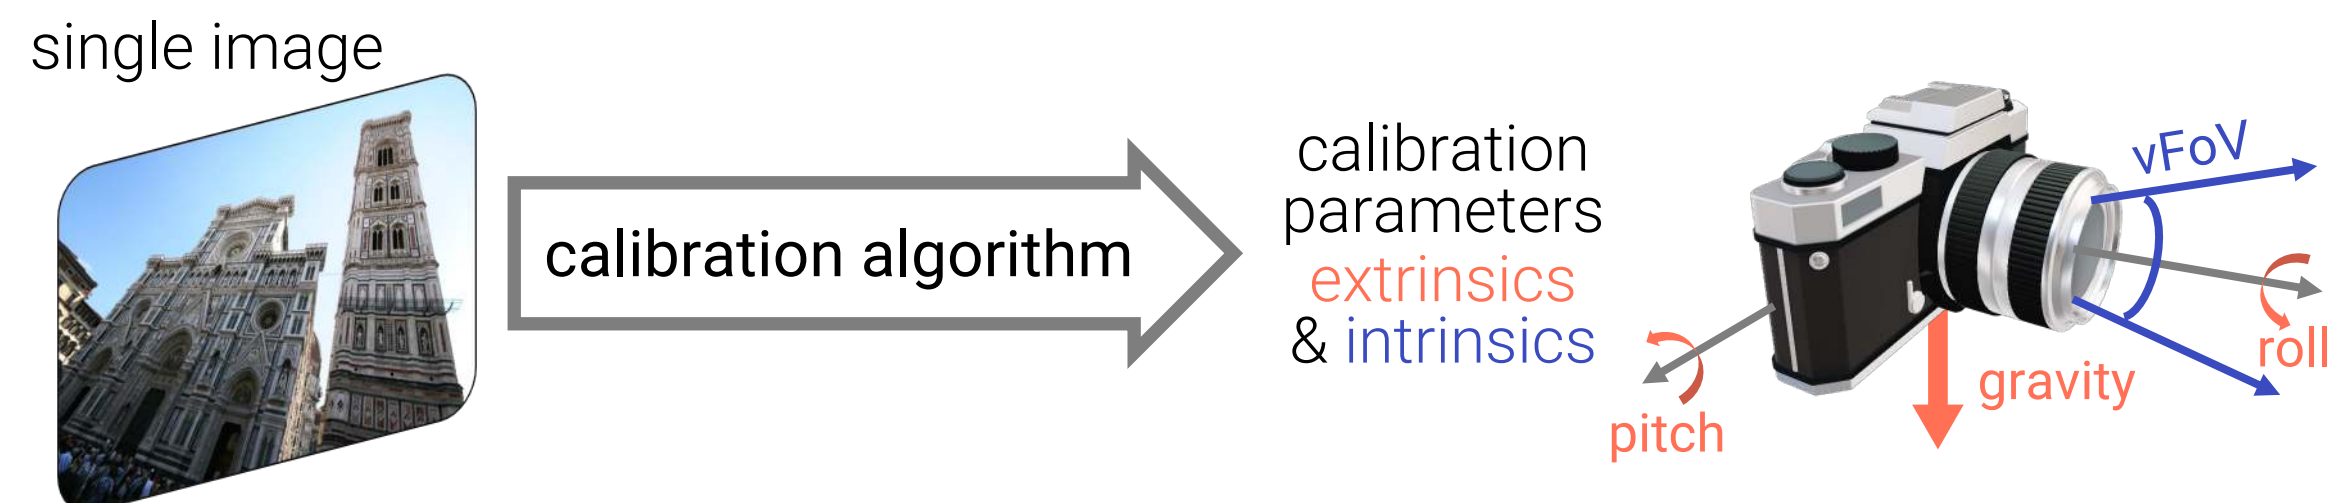 single image
calibration algorithm
calibration
parameters
extrinsics
& intrinsics
vFoV
roll
gravity
pitch